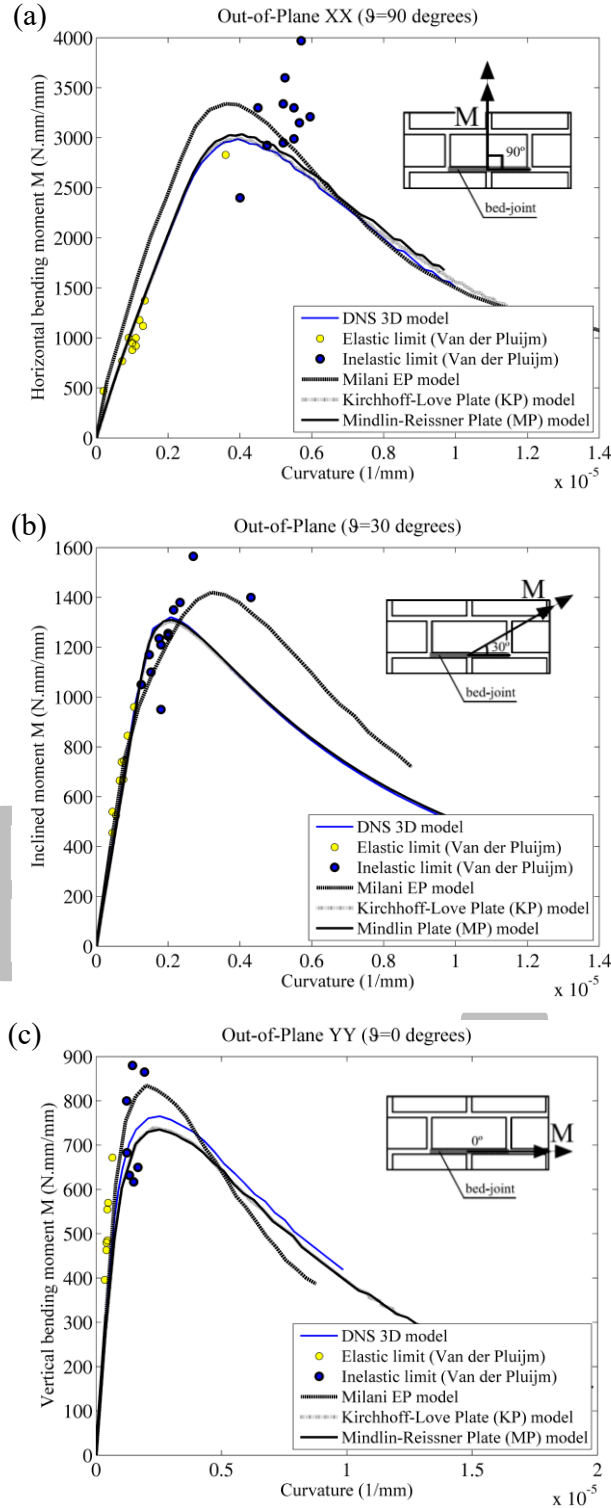 (a)
Out-of-Plane XX (ϑ=90 degrees)
Horizontal bending moment M (N.mm/mm)
4000
3500
3000
2500
2000
1500
1000
500
0
M
90º
bed-joint
DNS 3D model
Elastic limit (Van der Pluijm)
Inelastic limit (Van der Pluijm)
Milani EP model
Kirchhoff-Love Plate (KP) model
Mindlin-Reissner Plate (MP) model
0 0.2 0.4 0.6 0.8 1 1.2 1.4
Curvature (1/mm)
x 10⁻⁵
(b)
Out-of-Plane (ϑ=30 degrees)
Inclined moment M (N.mm/mm)
1600
1400
1200
1000
800
600
400
200
0
M
30º
bed-joint
DNS 3D model
Elastic limit (Van der Pluijm)
Inelastic limit (Van der Pluijm)
Milani EP model
Kirchhoff-Love Plate (KP) model
Mindlin Plate (MP) model
0 0.2 0.4 0.6 0.8 1 1.2 1.4
Curvature (1/mm)
x 10⁻⁵
(c)
Out-of-Plane YY (ϑ=0 degrees)
Vertical bending moment M (N.mm/mm)
900
800
700
600
500
400
300
200
100
0
0º
M
bed-joint
DNS 3D model
Elastic limit (Van der Pluijm)
Inelastic limit (Van der Pluijm)
Milani EP model
Kirchhoff-Love Plate (KP) model
Mindlin-Reissner Plate (MP) model
0 0.5 1 1.5 2
Curvature (1/mm)
x 10⁻⁵